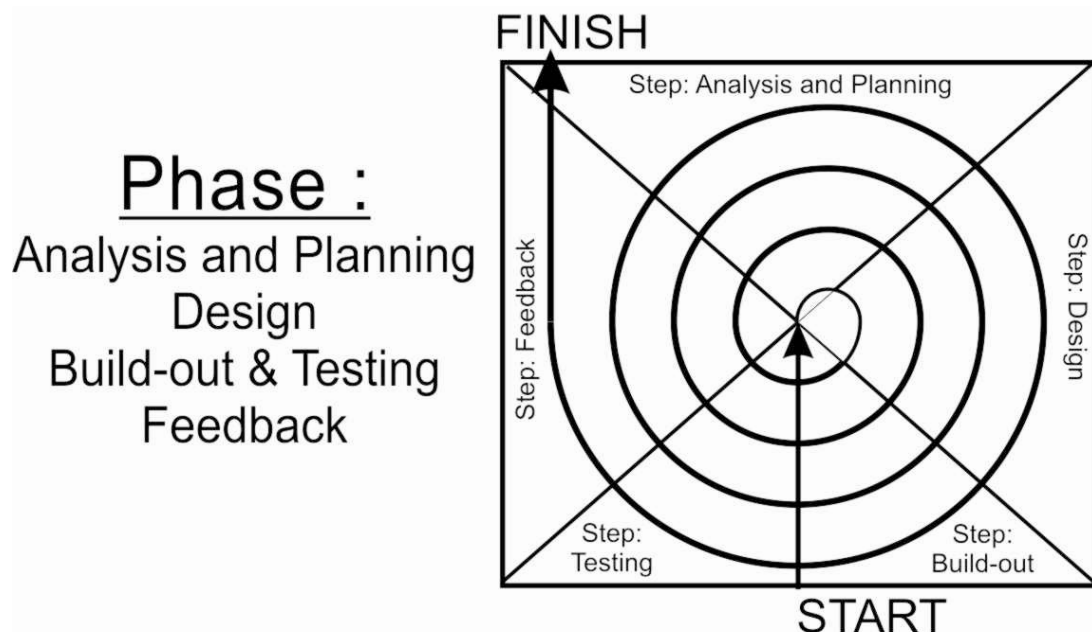 Phase :
Analysis and Planning
Design
Build-out & Testing
Feedback
FINISH
Step: Analysis and Planning
Step: Feedback
Step: Design
Step:
Testing
Step:
Build-out
START